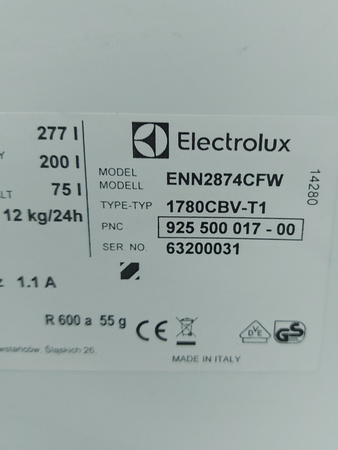 277 l
Electrolux
200 l
MODEL
MODELL
ENN2874CFW
75 l
TYPE-TYP 1780CBV-T1
12 kg/24h
PNC 925 500 017 - 00
SER NO. 63200031
14280
1.1 A
R 600 a 55 g
CE
VDE
GS
Śląskich 26
MADE IN ITALY